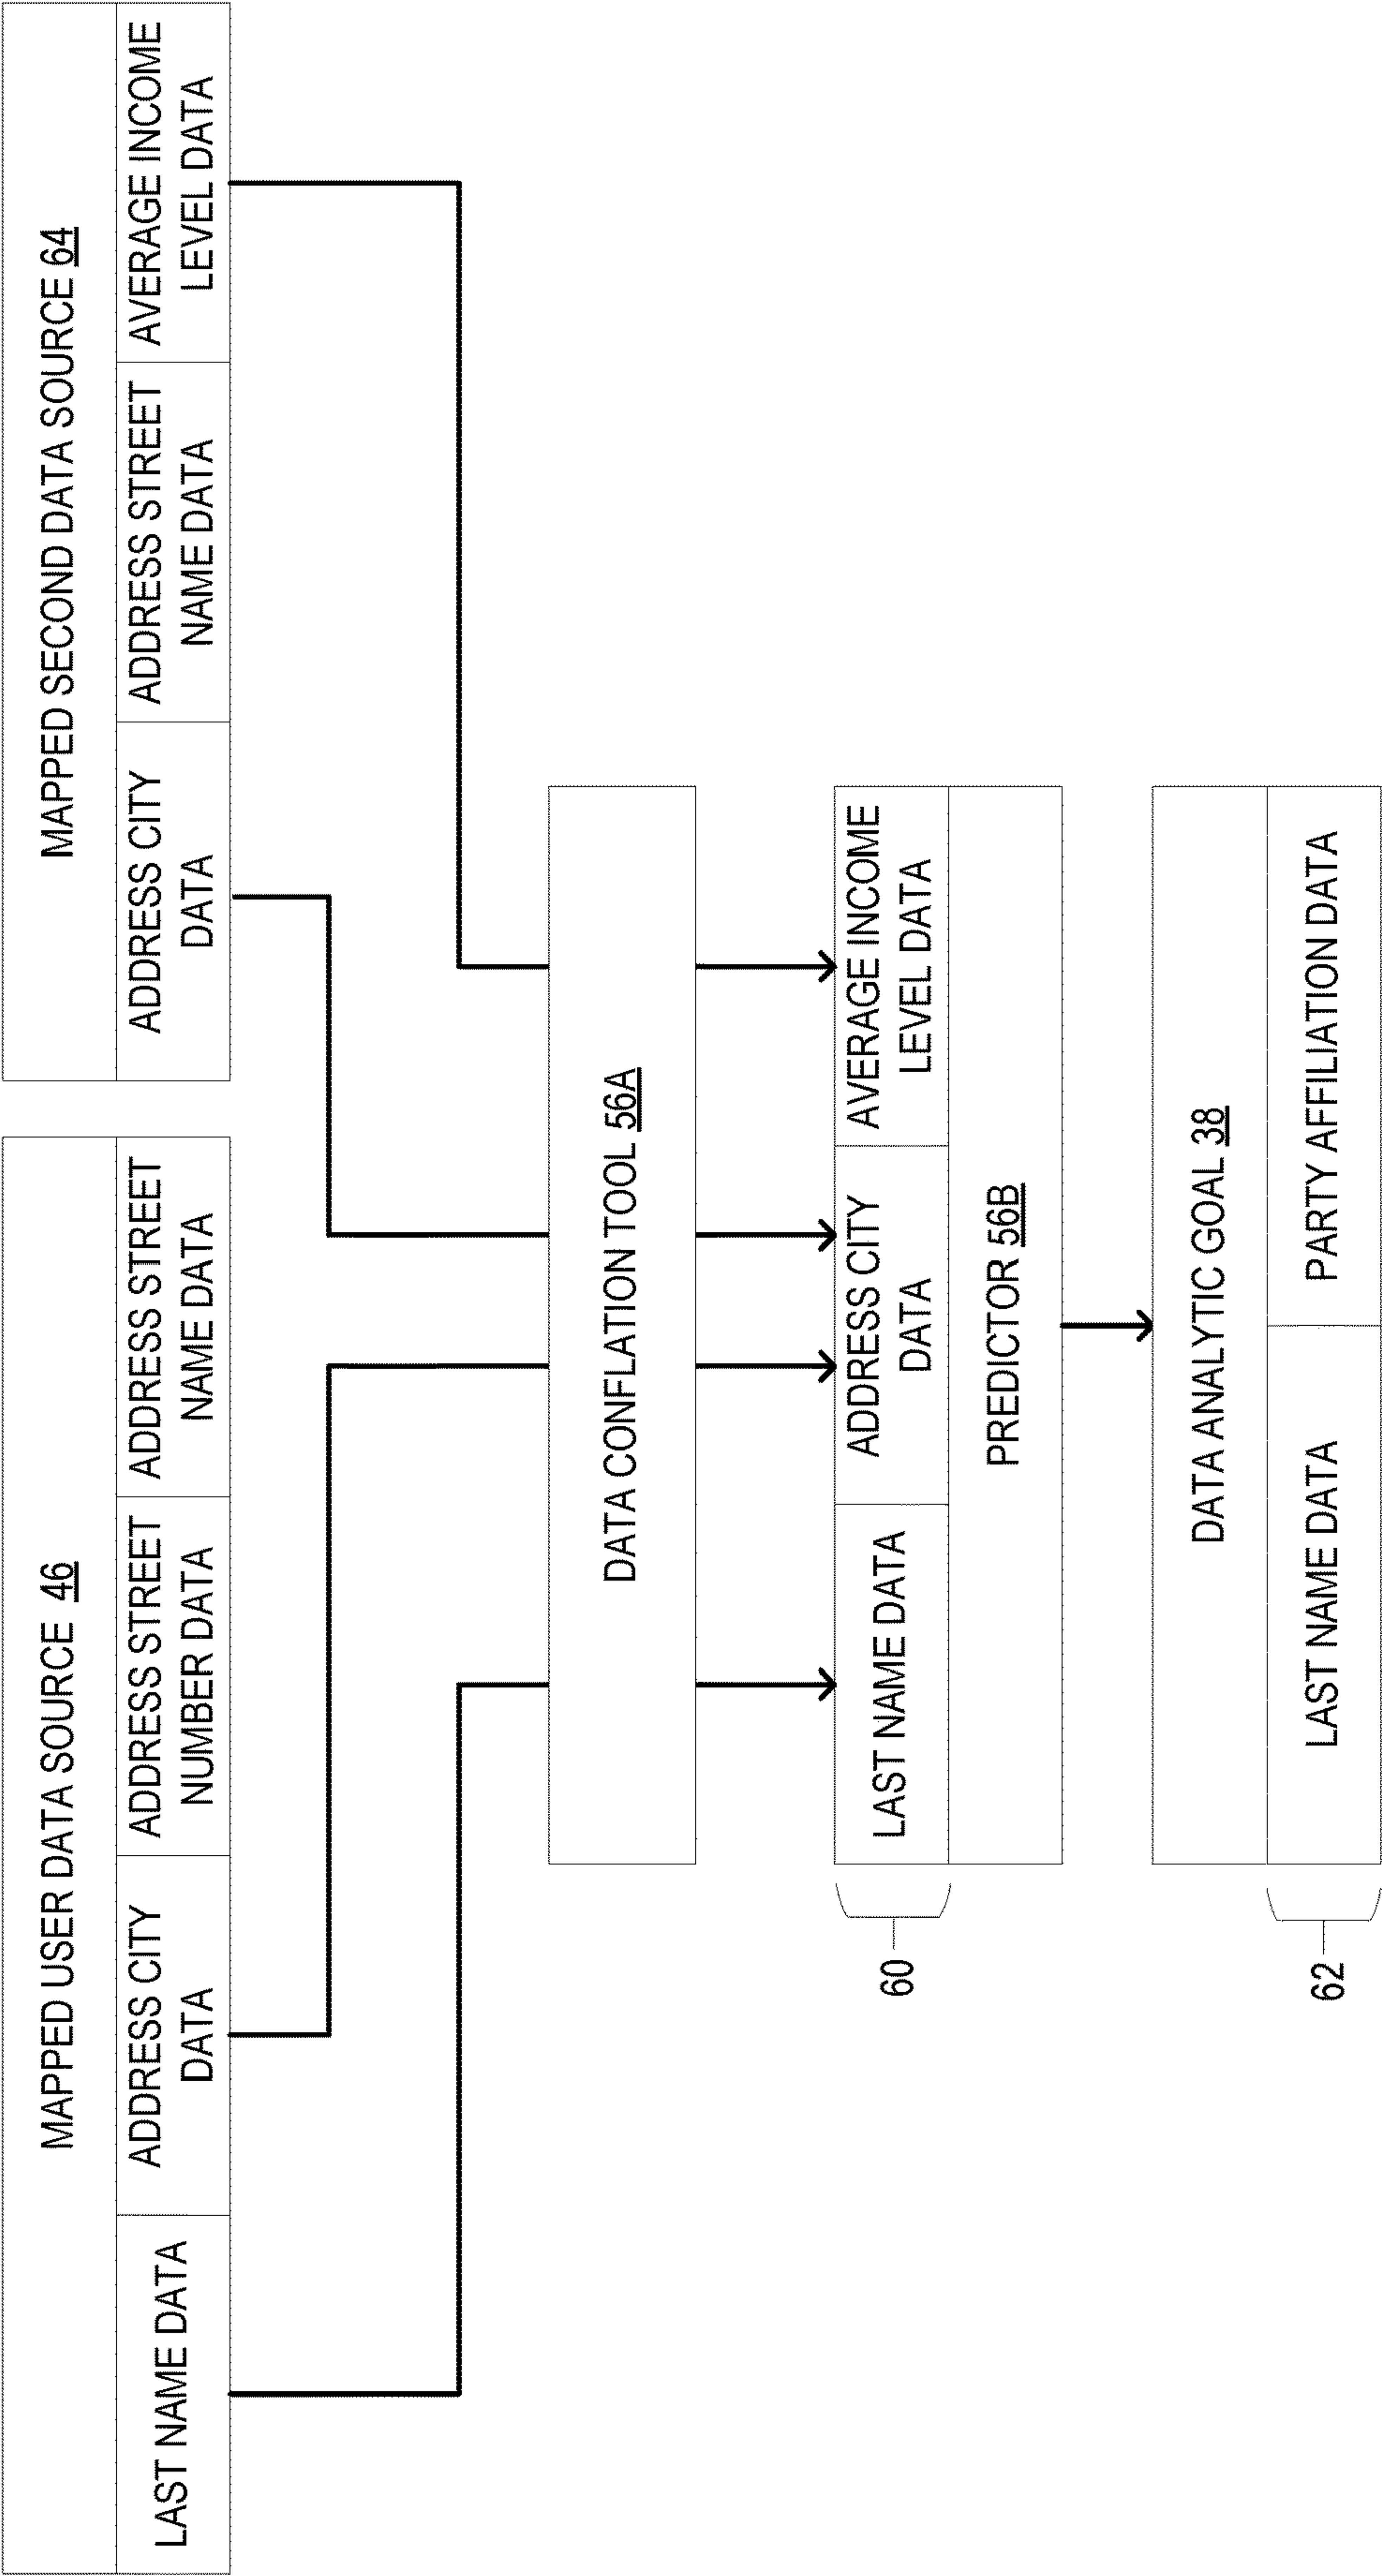 MAPPED USER DATA SOURCE 46
LAST NAME DATA
ADDRESS CITY
DATA
ADDRESS STREET
NUMBER DATA
ADDRESS STREET
NAME DATA
MAPPED SECOND DATA SOURCE 64
ADDRESS CITY
DATA
ADDRESS STREET
NAME DATA
AVERAGE INCOME
LEVEL DATA
DATA CONFLATION TOOL 56A
60
LAST NAME DATA
ADDRESS CITY
DATA
AVERAGE INCOME
LEVEL DATA
PREDICTOR 56B
DATA ANALYTIC GOAL 38
62
LAST NAME DATA
PARTY AFFILIATION DATA